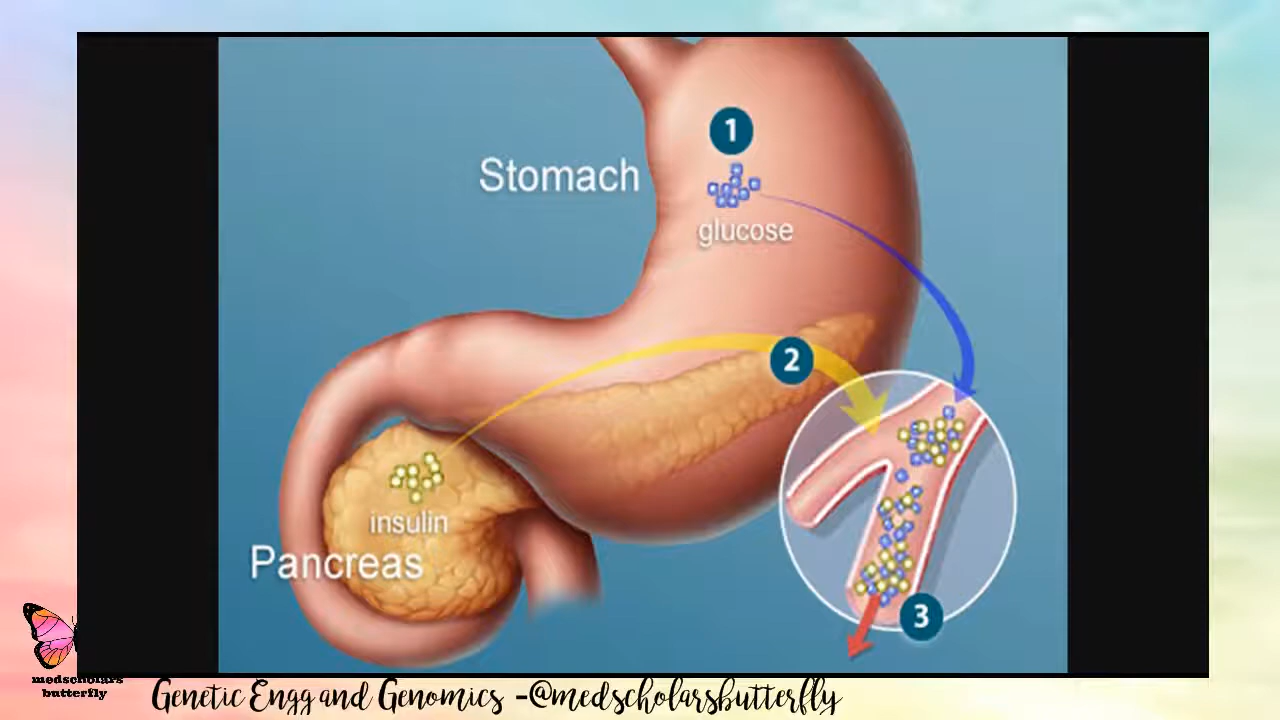 1
Stomach
glucose
2
insulin
Pancreas
3
medscholars
butterfly
Genetic Engg and Genomics -@medscholarsbutterfly